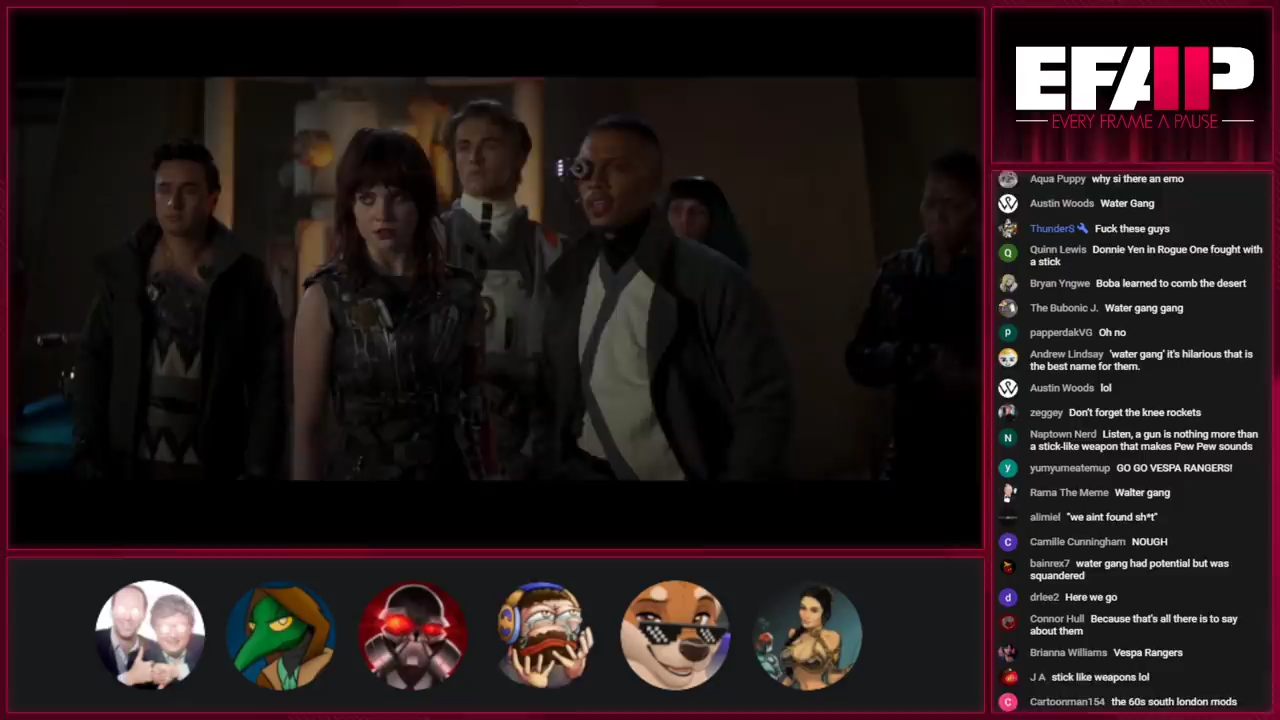 EFAP
EVERY FRAME A PAUSE
Aqua Puppy why si there an emo
Austin Woods Water Gang
ThunderS Fuck these guys
Q
Quinn Lewis Donnie Yen in Rogue One fought with
a stick
Bryan Yngwe Boba learned to comb the desert
The Bubonic J. Water gang gang
p
papperdakVG Oh no
Andrew Lindsay 'water gang' it's hilarious that is
the best name for them.
Austin Woods lol
zeggey Don't forget the knee rockets
N
Naptown Nerd Listen, a gun is nothing more than
a stick-like weapon that makes Pew Pew sounds
y
yumyumeatemup GO GO VESPA RANGERS!
Rama The Meme Walter gang
alimiel "we aint found sh*t"
C
Camille Cunningham NOUGH
bainrex7 water gang had potential but was
squandered
d
drlee2 Here we go
Connor Hull Because that's all there is to say
about them
Brianna Williams Vespa Rangers
J A stick like weapons lol
C
Cartoonman154 the 60s south london mods